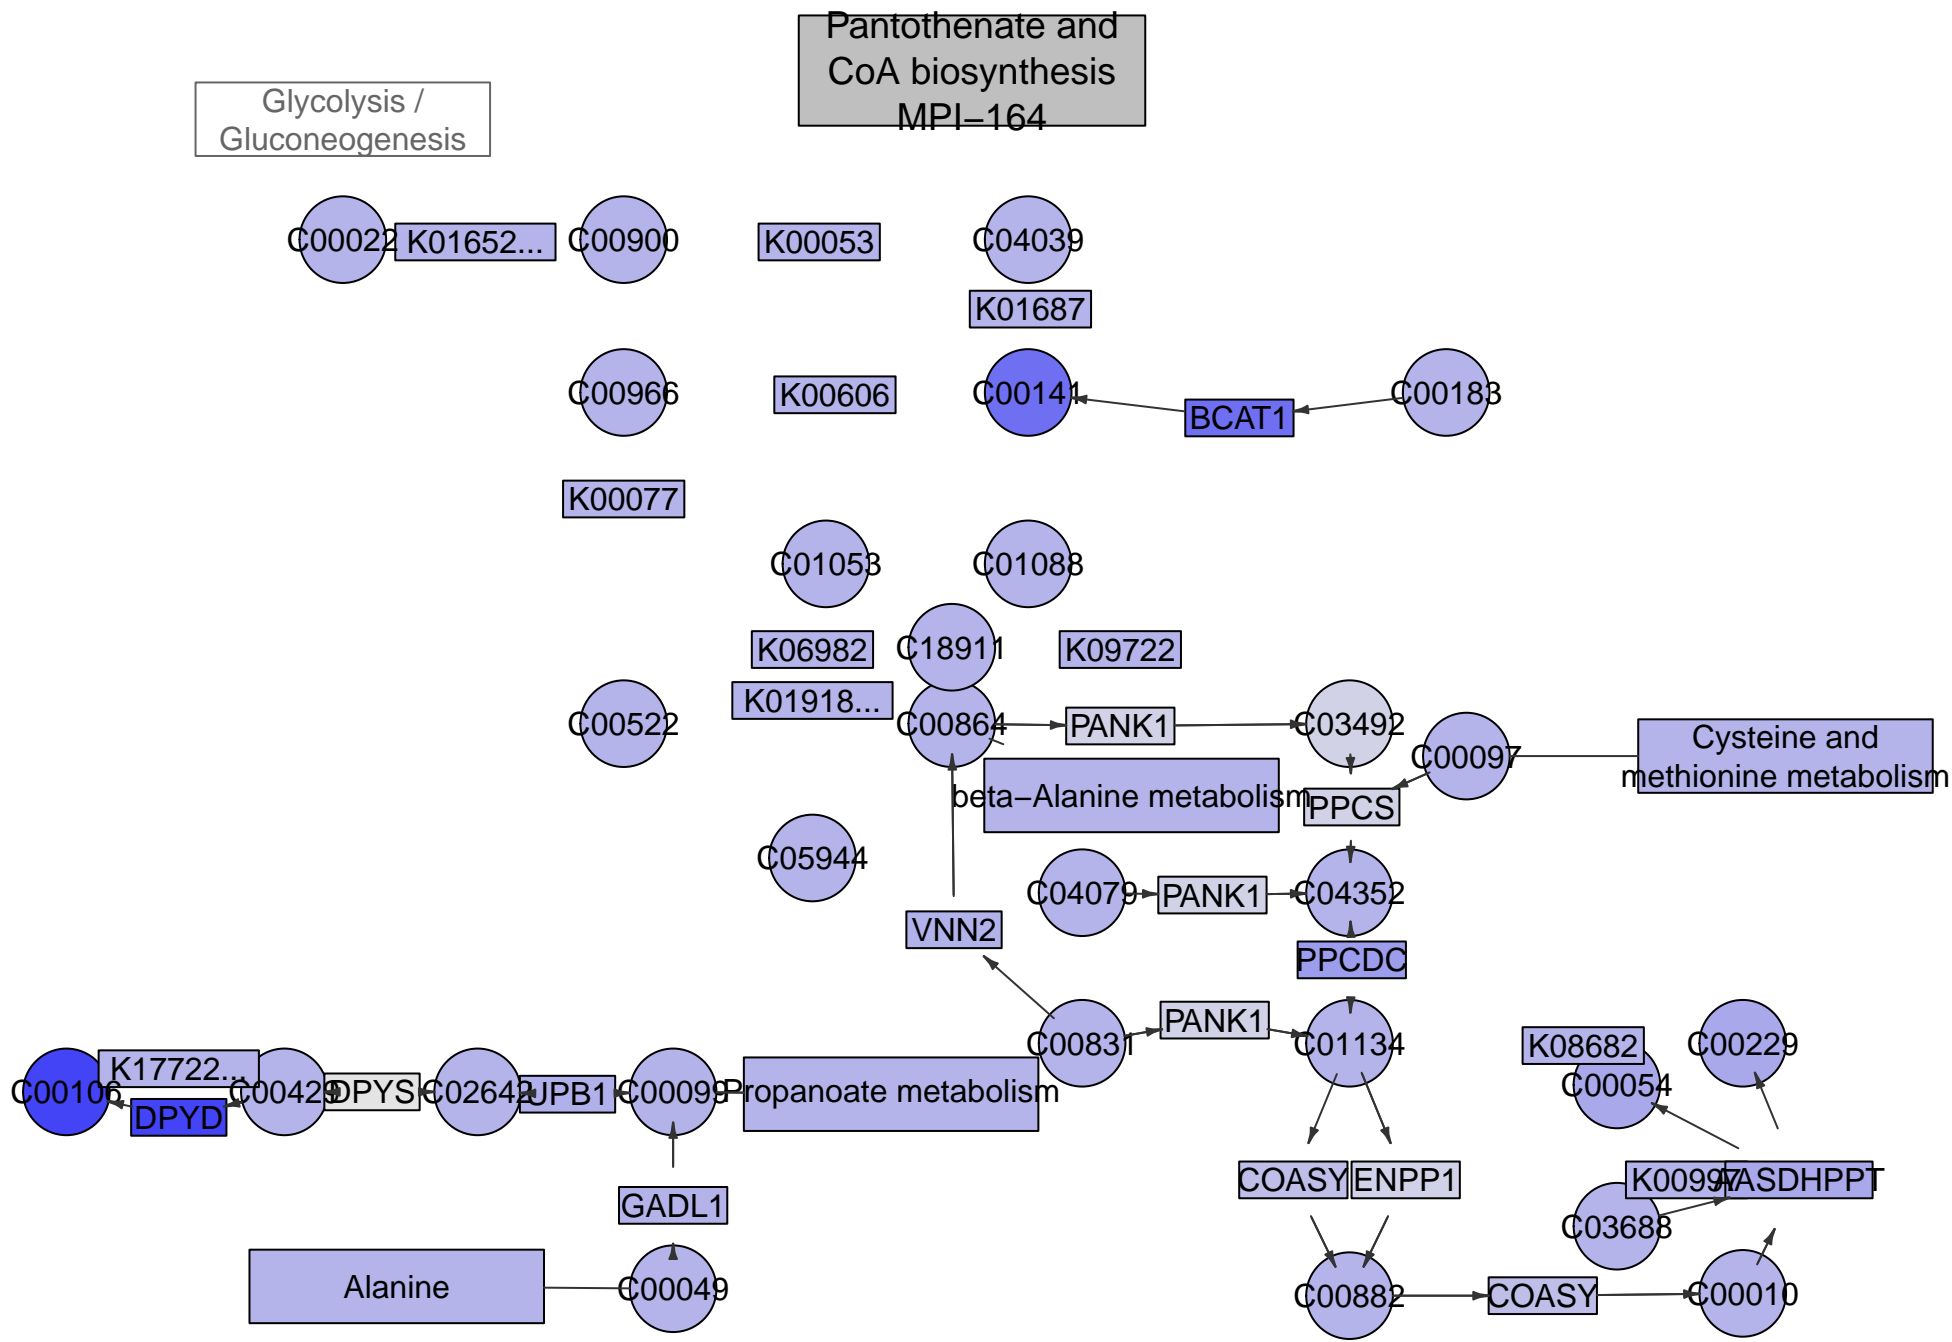 Pantothenate and
CoA biosynthesis
MPI−164
Glycolysis /
Gluconeogenesis
C00022
K01652...
C00900
K00053
C04039
K01687
C00966
K00606
C00141
BCAT1
C00183
K00077
C01053
C01088
K06982
C18911
K09722
K01918...
C00522
C00864
PANK1
C03492
C00097
Cysteine and
methionine metabolism
beta−Alanine metabolism
PPCS
C05944
C04079
PANK1
C04352
VNN2
PPCDC
C00831
PANK1
C01134
K08682
C00229
C00054
C00106
K17722...
DPYD
C00429
DPYS
C02642
UPB1
C00099
Propanoate metabolism
COASY
ENPP1
K00997
AASDHPPT
GADL1
C03688
Alanine
C00049
C00882
COASY
C00010